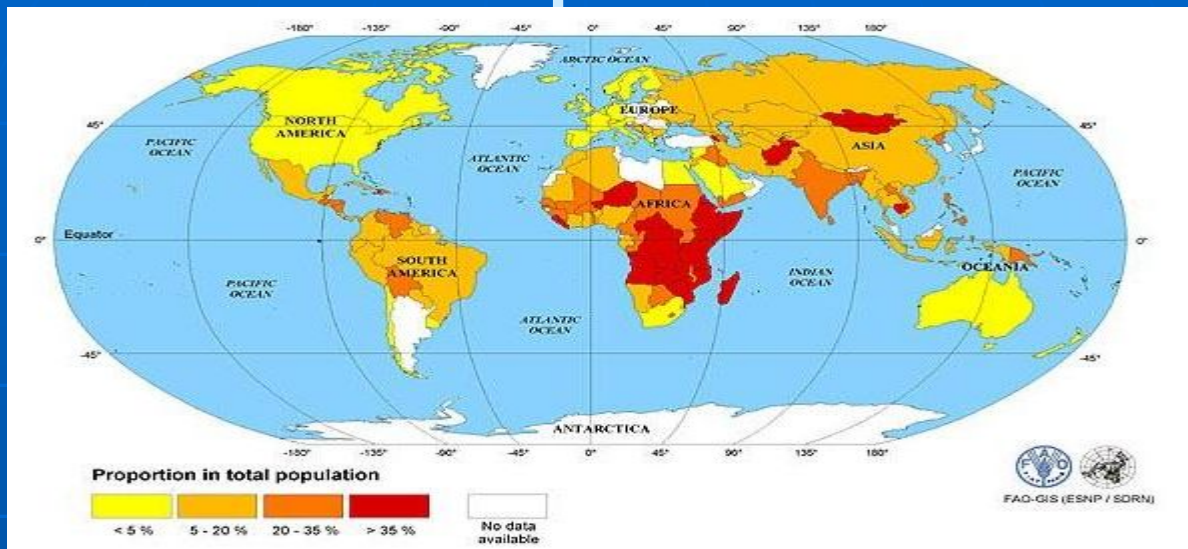 -180° -135° -90° -45° 0° 45° 90° 135° 180°
ARCTIC OCEAN
EUROPE
NORTH
AMERICA
45°
45°
ASIA
PACIFIC
OCEAN
ATLANTIC
OCEAN
PACIFIC
OCEAN
AFRICA
0°
Equator
0°
SOUTH
AMERICA
OCEANIA
INDIAN
OCEAN
PACIFIC
OCEAN
ATLANTIC
OCEAN
-45°
-45°
ANTARCTICA
-180° -135° -90° -45° 0° 45° 90° 135° 180°
Proportion in total population
< 5 %
5 - 20 %
20 - 35 %
> 35 %
No data
available
FAO
FAO-GIS (ESNP / SDRN)